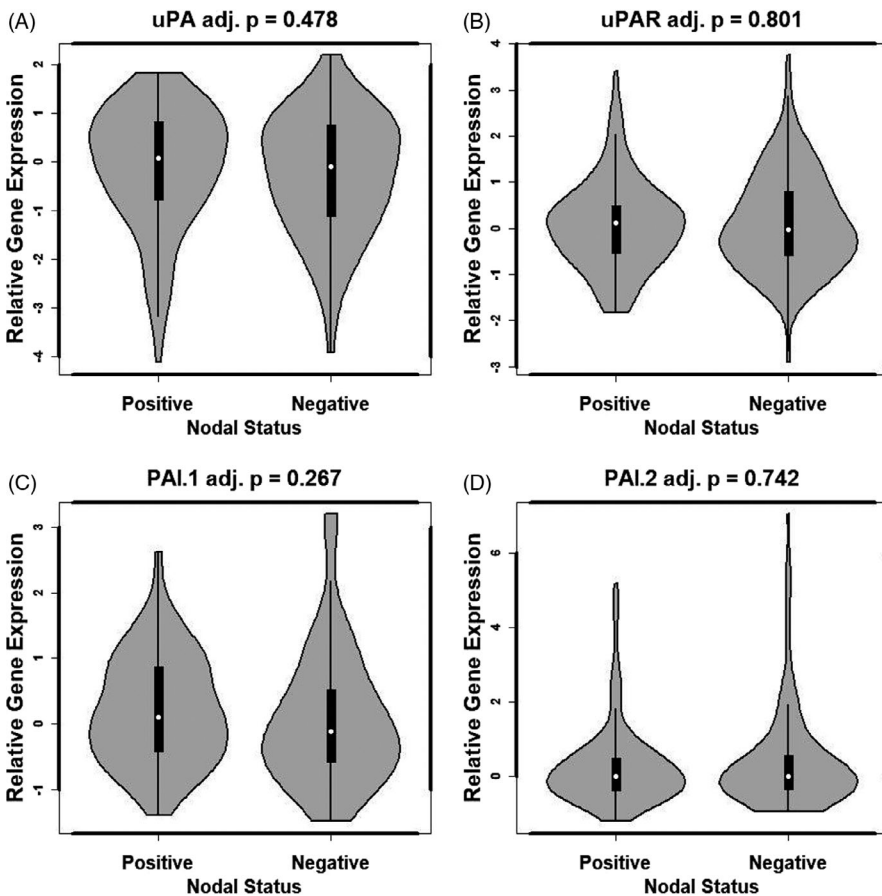 (A) uPA adj. p = 0.478
Relative Gene Expression
2
1
0
-1
-2
-3
-4
Positive Negative
Nodal Status
(B) uPAR adj. p = 0.801
Relative Gene Expression
4
3
2
1
0
-1
-2
-3
Positive Negative
Nodal Status
(C) PAI.1 adj. p = 0.267
Relative Gene Expression
3
2
1
0
-1
Positive Negative
Nodal Status
(D) PAI.2 adj. p = 0.742
Relative Gene Expression
6
4
2
0
Positive Negative
Nodal Status